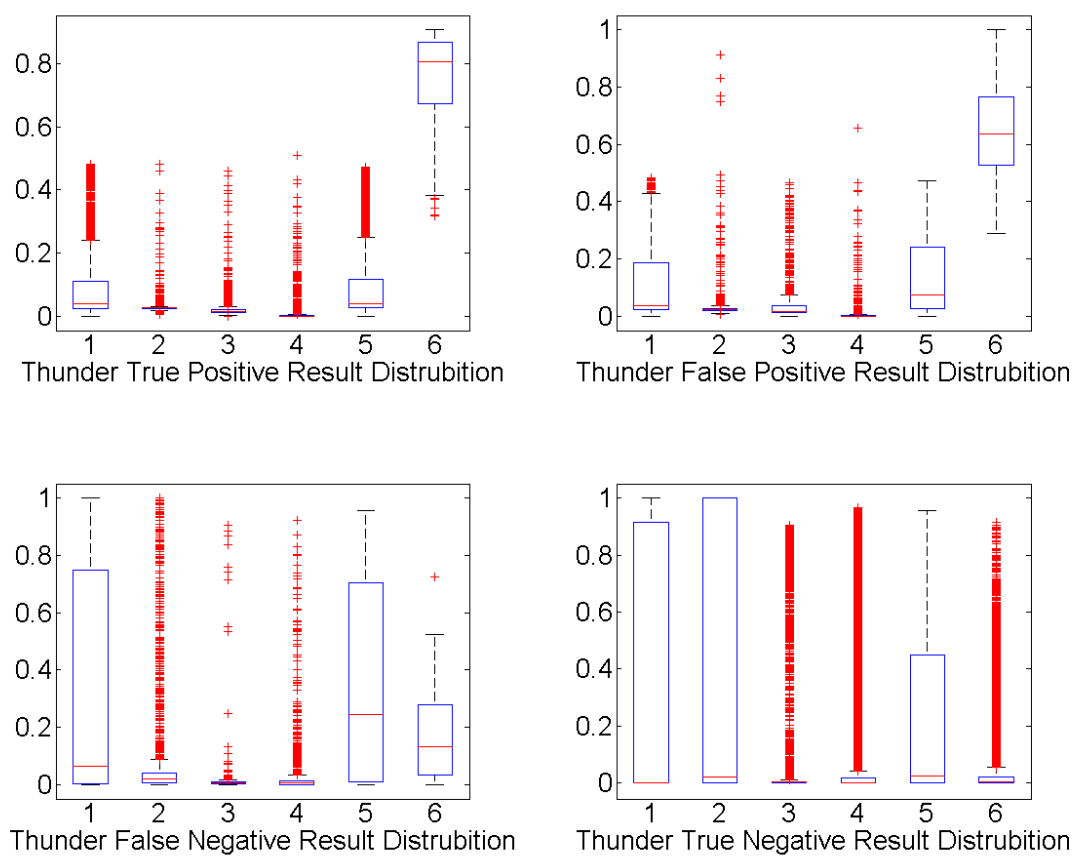 0.8
0.6
0.4
0.2
0
1 2 3 4 5 6
Thunder True Positive Result Distrubition
1
0.8
0.6
0.4
0.2
0
1 2 3 4 5 6
Thunder False Positive Result Distrubition
1
0.8
0.6
0.4
0.2
0
1 2 3 4 5 6
Thunder False Negative Result Distrubition
1
0.8
0.6
0.4
0.2
0
1 2 3 4 5 6
Thunder True Negative Result Distrubition